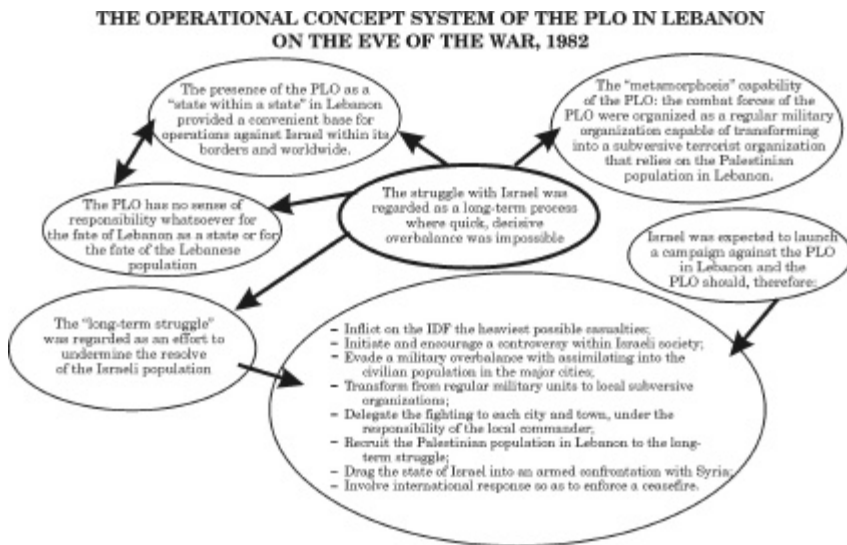 THE OPERATIONAL CONCEPT SYSTEM OF THE PLO IN LEBANON
ON THE EVE OF THE WAR, 1982
The presence of the PLO as a
"state within a state" in Lebanon
provided a convenient base for
operations against Israel within its
borders and worldwide.
The "metamorphosis" capability
of the PLO: the combat forces of the
PLO were organized as a regular military
organization capable of transforming
into a subversive terrorist organization
that relies on the Palestinian
population in Lebanon.
The PLO has no sense of
responsibility whatsoever for
the fate of Lebanon as a state or for
the fate of the Lebanese
population
The struggle with Israel was
regarded as a long-term process
where quick, decisive
overbalance was impossible
Israel was expected to launch
a campaign against the PLO
in Lebanon and the
PLO should, therefore:
The "long-term struggle"
was regarded as an effort to
undermine the resolve
of the Israeli population
– Inflict on the IDF the heaviest possible casualties;
– Initiate and encourage a controversy within Israeli society;
– Evade a military overbalance with assimilating into the
civilian population in the major cities;
– Transform from regular military units to local subversive
organizations;
– Delegate the fighting to each city and town, under the
responsibility of the local commander;
– Recruit the Palestinian population in Lebanon to the long-
term struggle;
– Drag the state of Israel into an armed confrontation with Syria;
– Involve international response so as to enforce a ceasefire.